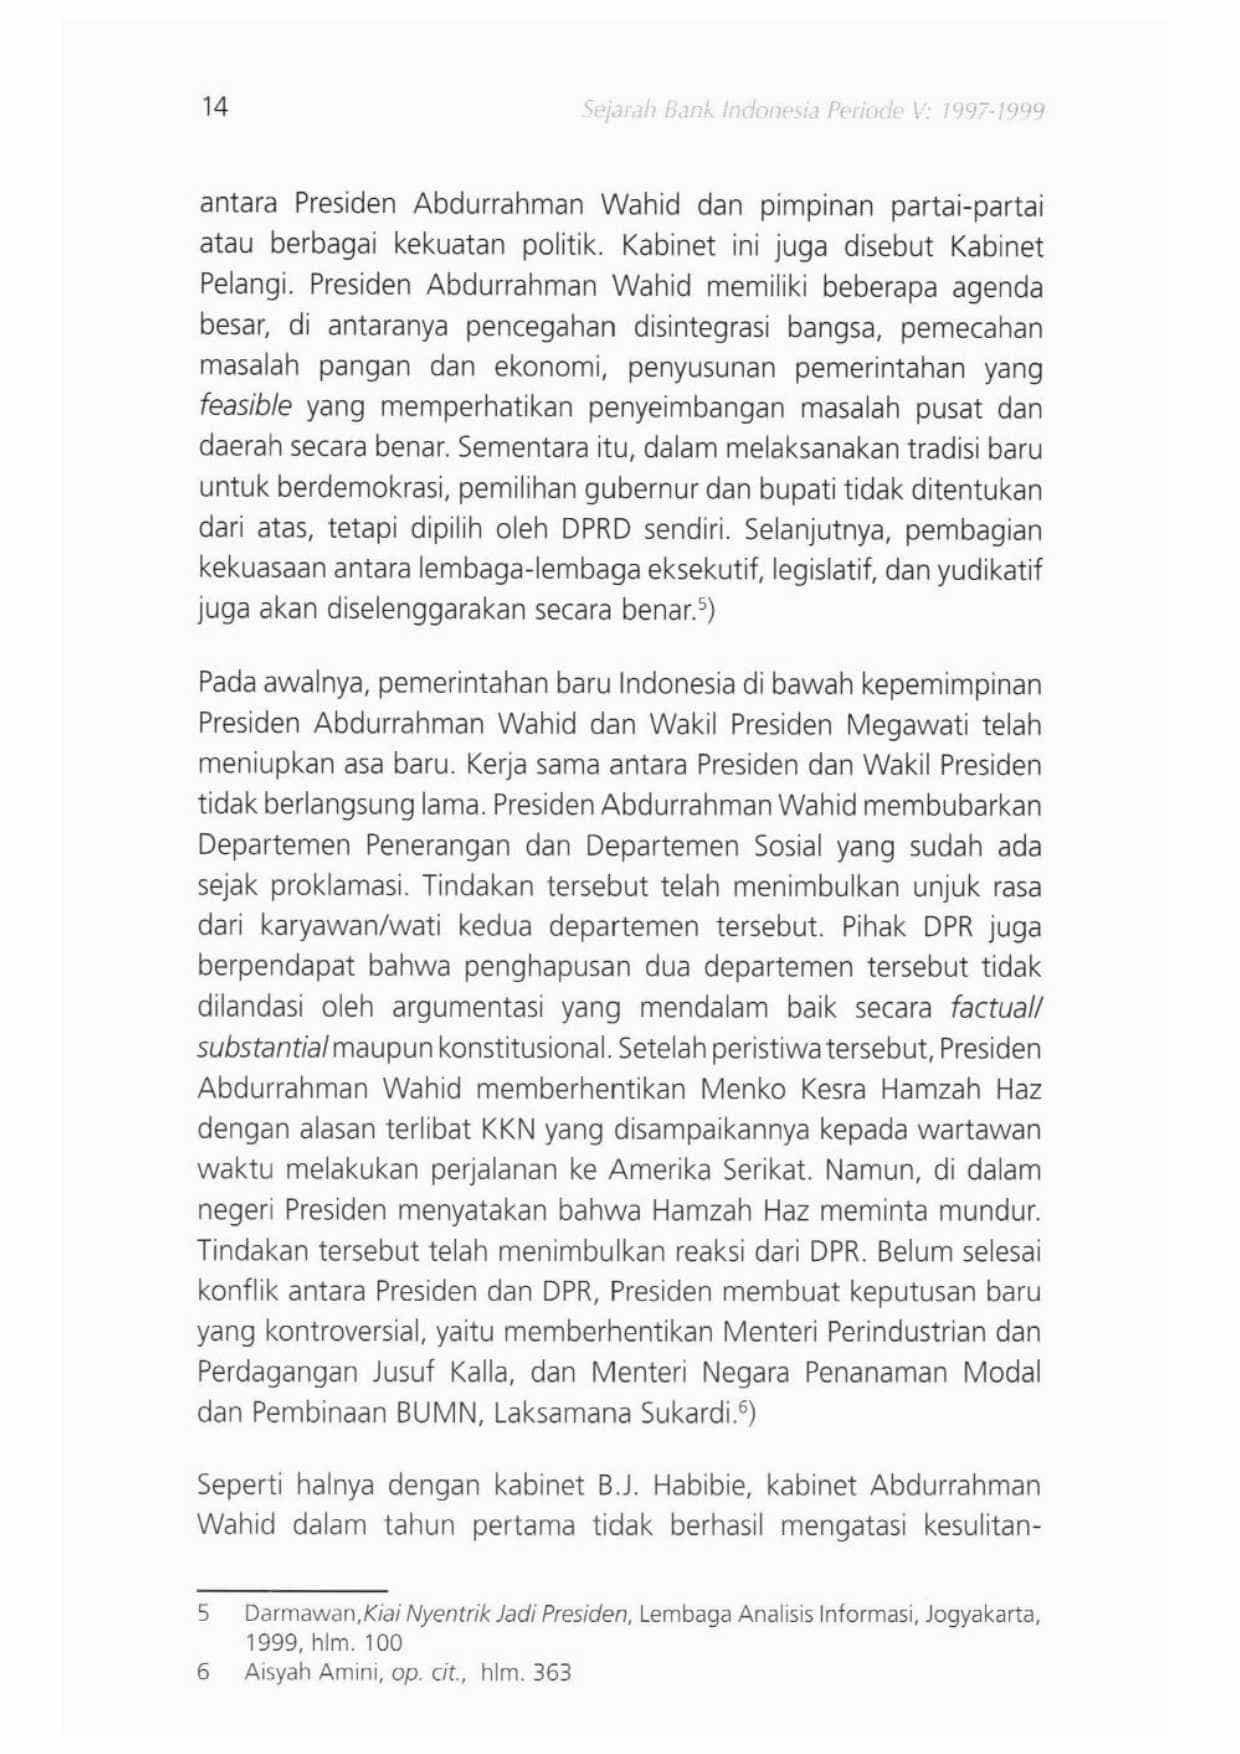 14
Sejarah Bank Indonesia Periode V: 1997-1999
antara Presiden Abdurrahman Wahid dan pimpinan partai-partai
atau berbagai kekuatan politik. Kabinet ini juga disebut Kabinet
Pelangi. Presiden Abdurrahman Wahid memiliki beberapa agenda
besar, di antaranya pencegahan disintegrasi bangsa, pemecahan
masalah pangan dan ekonomi, penyusunan pemerintahan yang
feasible yang memperhatikan penyeimbangan masalah pusat dan
daerah secara benar. Sementara itu, dalam melaksanakan tradisi baru
untuk berdemokrasi, pemilihan gubernur dan bupati tidak ditentukan
dari atas, tetapi dipilih oleh DPRD sendiri. Selanjutnya, pembagian
kekuasaan antara lembaga-lembaga eksekutif, legislatif, dan yudikatif
juga akan diselenggarakan secara benar.⁵)
Pada awalnya, pemerintahan baru Indonesia di bawah kepemimpinan
Presiden Abdurrahman Wahid dan Wakil Presiden Megawati telah
meniupkan asa baru. Kerja sama antara Presiden dan Wakil Presiden
tidak berlangsung lama. Presiden Abdurrahman Wahid membubarkan
Departemen Penerangan dan Departemen Sosial yang sudah ada
sejak proklamasi. Tindakan tersebut telah menimbulkan unjuk rasa
dari karyawan/wati kedua departemen tersebut. Pihak DPR juga
berpendapat bahwa penghapusan dua departemen tersebut tidak
dilandasi oleh argumentasi yang mendalam baik secara factual/
substantial maupun konstitusional. Setelah peristiwa tersebut, Presiden
Abdurrahman Wahid memberhentikan Menko Kesra Hamzah Haz
dengan alasan terlibat KKN yang disampaikannya kepada wartawan
waktu melakukan perjalanan ke Amerika Serikat. Namun, di dalam
negeri Presiden menyatakan bahwa Hamzah Haz meminta mundur.
Tindakan tersebut telah menimbulkan reaksi dari DPR. Belum selesai
konflik antara Presiden dan DPR, Presiden membuat keputusan baru
yang kontroversial, yaitu memberhentikan Menteri Perindustrian dan
Perdagangan Jusuf Kalla, dan Menteri Negara Penanaman Modal
dan Pembinaan BUMN, Laksamana Sukardi.⁶)
Seperti halnya dengan kabinet B.J. Habibie, kabinet Abdurrahman
Wahid dalam tahun pertama tidak berhasil mengatasi kesulitan-
5 Darmawan,Kiai Nyentrik Jadi Presiden, Lembaga Analisis Informasi, Jogyakarta,
1999, hlm. 100
6 Aisyah Amini, op. cit., hlm. 363